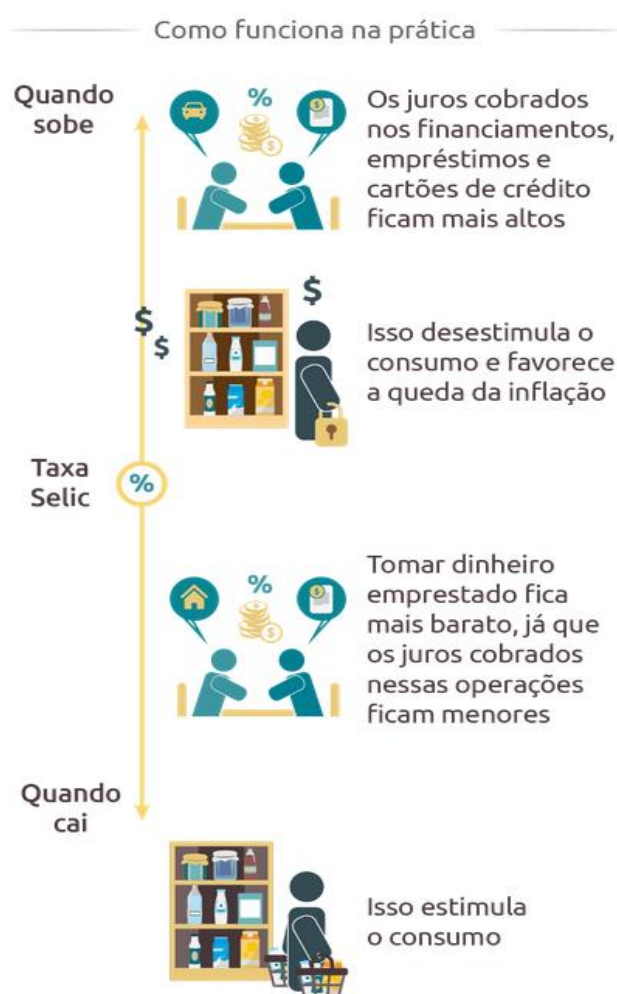 Como funciona na prática
Quando
sobe
%
Os juros cobrados
nos financiamentos,
empréstimos e
cartões de crédito
ficam mais altos
$
$
$
Isso desestimula o
consumo e favorece
a queda da inflação
Taxa
Selic
%
%
Tomar dinheiro
emprestado fica
mais barato, já que
os juros cobrados
nessas operações
ficam menores
Quando
cai
Isso estimula
o consumo